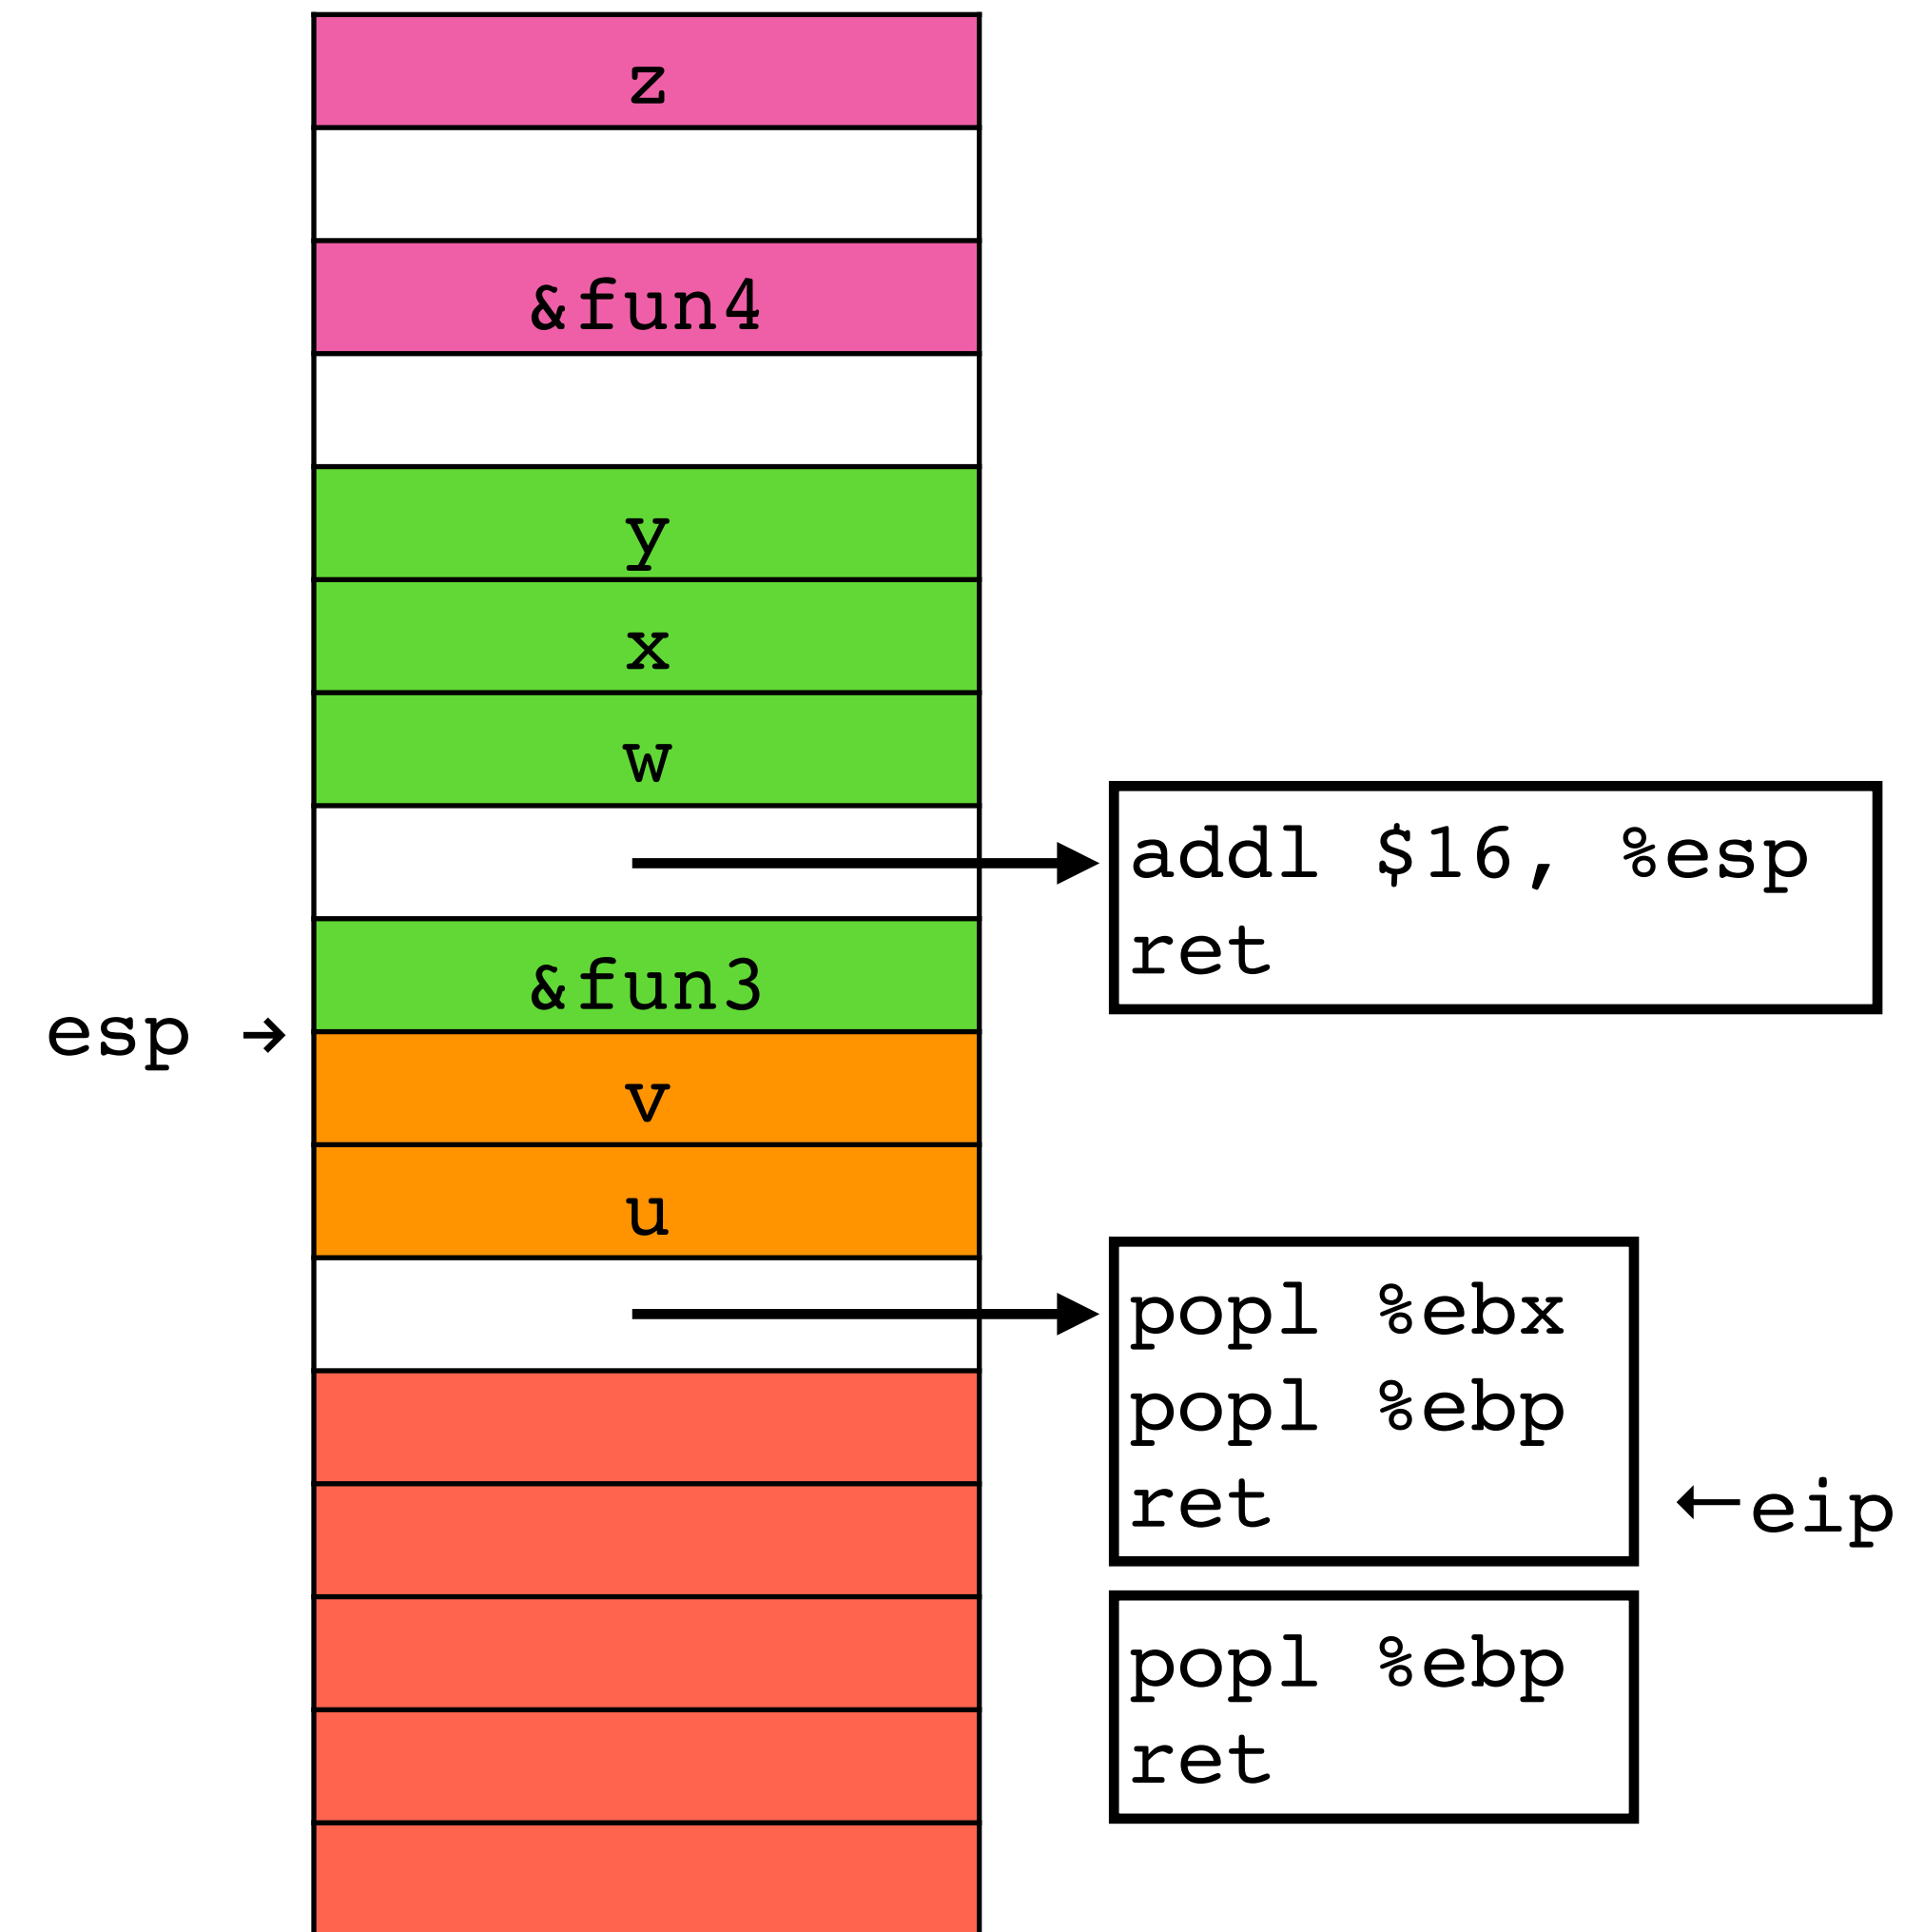 z
&fun4
y
x
w
addl $16, %esp
ret
&fun3
esp →
v
u
popl %ebx
popl %ebp
ret
←eip
popl %ebp
ret